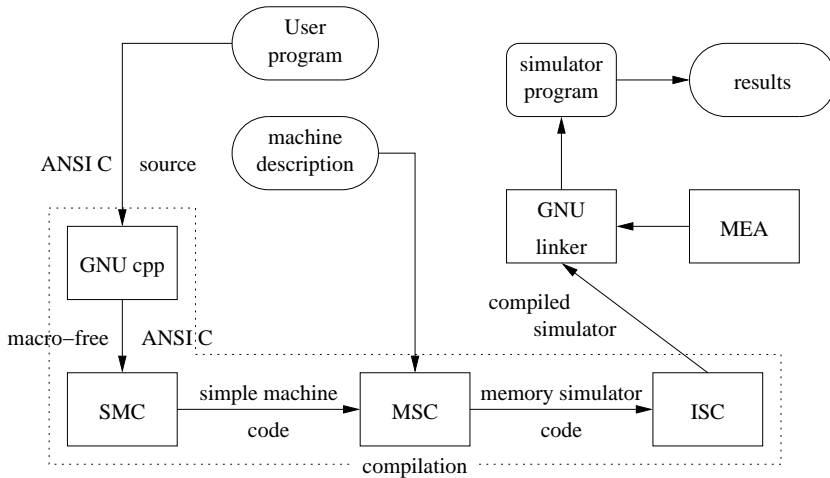 User
program
simulator
program
results
machine
description
ANSI C source
GNU
linker
MEA
GNU cpp
compiled
simulator
macro−free ANSI C
SMC
simple machine
code
MSC
memory simulator
code
ISC
compilation